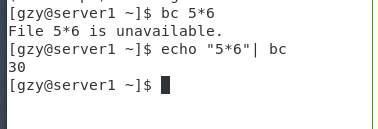 [gzy@server1 ~]$ bc 5*6
File 5*6 is unavailable.
[gzy@server1 ~]$ echo "5*6"| bc
30
[gzy@server1 ~]$